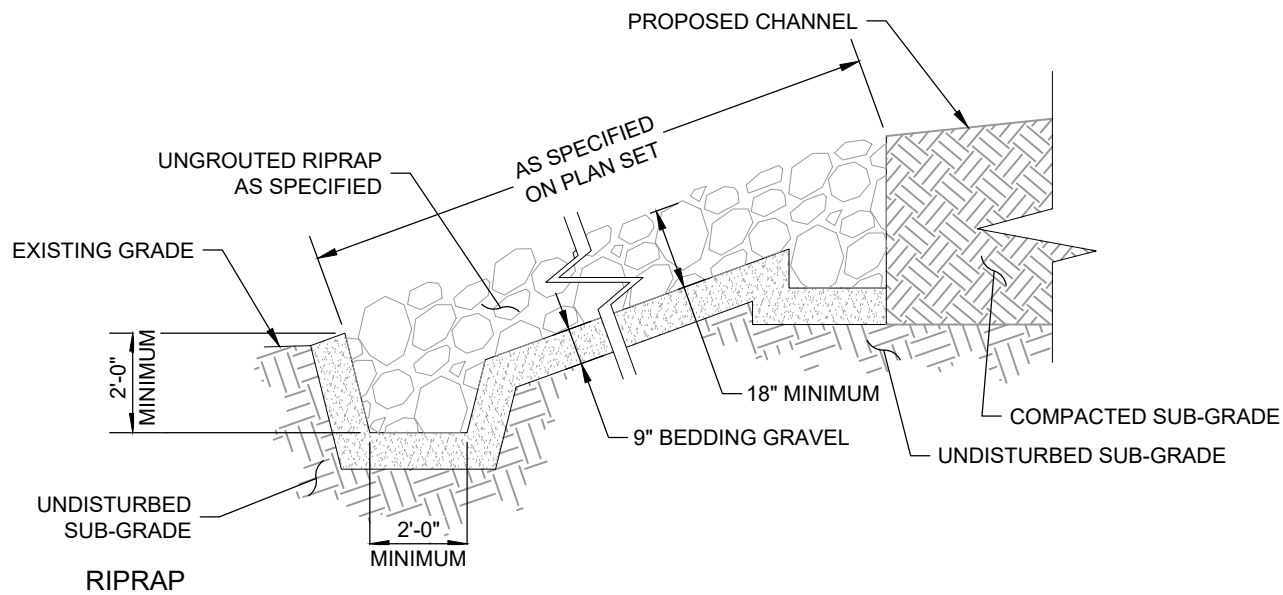 PROPOSED CHANNEL
AS SPECIFIED
ON PLAN SET
UNGROUTED RIPRAP
AS SPECIFIED
EXISTING GRADE
2'-0"
MINIMUM
18" MINIMUM
9" BEDDING GRAVEL
COMPACTED SUB-GRADE
UNDISTURBED SUB-GRADE
UNDISTURBED
SUB-GRADE
2'-0"
MINIMUM
RIPRAP